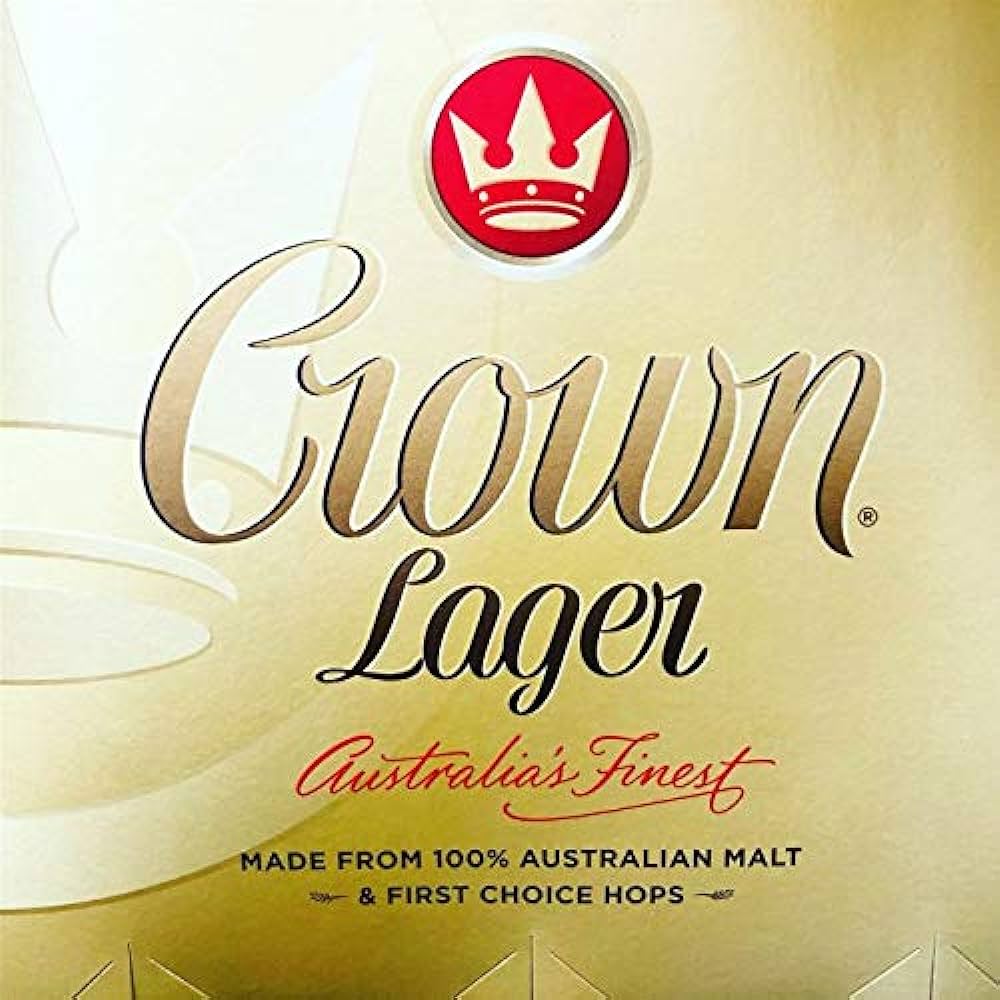 Crown®
Lager
Australia's Finest
MADE FROM 100% AUSTRALIAN MALT
& FIRST CHOICE HOPS